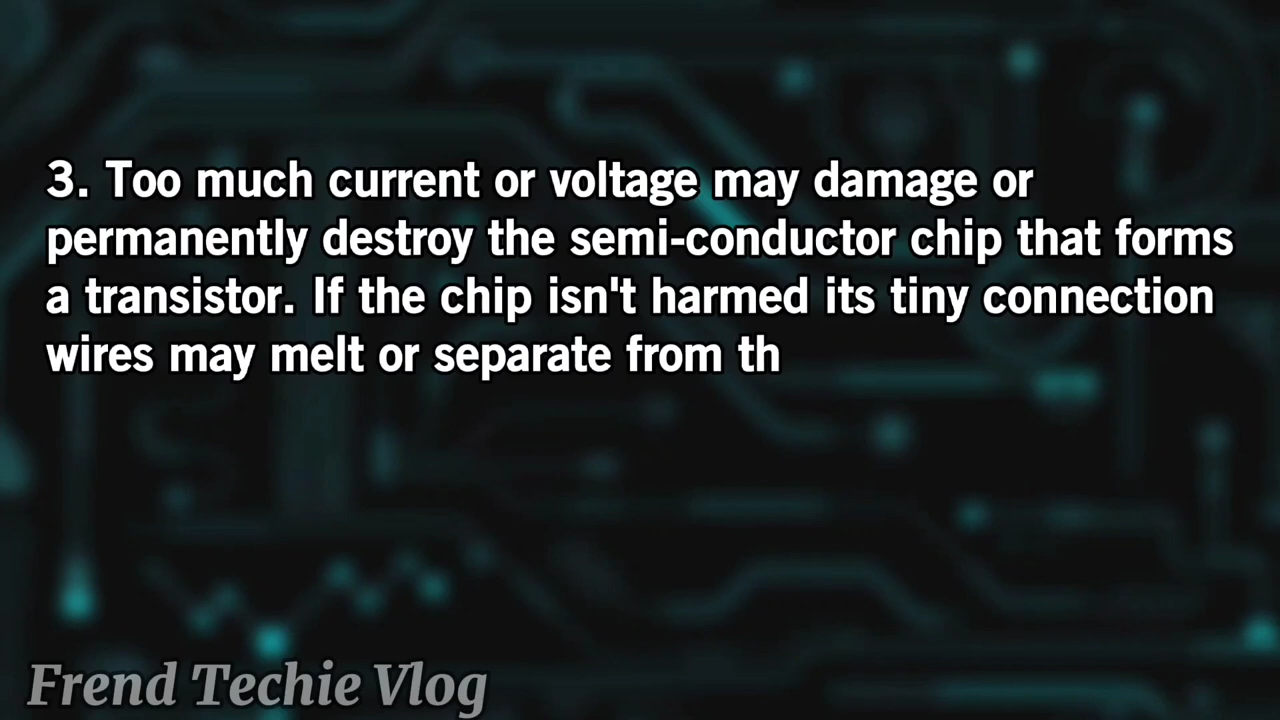 3. Too much current or voltage may damage or
permanently destroy the semi-conductor chip that forms
a transistor. If the chip isn't harmed its tiny connection
wires may melt or separate from th
Frend Techie Vlog